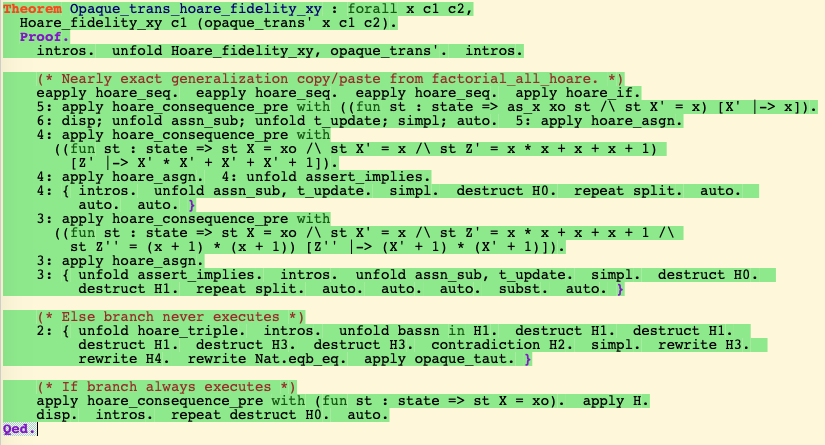 Theorem Opaque_trans_hoare_fidelity_xy : forall x c1 c2,
Hoare_fidelity_xy c1 (opaque_trans' x c1 c2).
Proof.
intros. unfold Hoare_fidelity_xy, opaque_trans'. intros.
(* Nearly exact generalization copy/paste from factorial_all_hoare. *)
eapply hoare_seq. eapply hoare_seq. eapply hoare_seq. apply hoare_if.
5: apply hoare_consequence_pre with ((fun st : state => as_x xo st /\ st X' = x) [X' |-> x]).
6: disp; unfold assn_sub; unfold t_update; simpl; auto. 5: apply hoare_asgn.
4: apply hoare_consequence_pre with
((fun st : state => st X = xo /\ st X' = x /\ st Z' = x * x + x + x + 1)
[Z' |-> X' * X' + X' + X' + 1]).
4: apply hoare_asgn. 4: unfold assert_implies.
4: { intros. unfold assn_sub, t_update. simpl. destruct H0. repeat split. auto.
auto. auto. }
3: apply hoare_consequence_pre with
((fun st : state => st X = xo /\ st X' = x /\ st Z' = x * x + x + x + 1 /\
st Z'' = (x + 1) * (x + 1)) [Z'' |-> (X' + 1) * (X' + 1)]).
3: apply hoare_asgn.
3: { unfold assert_implies. intros. unfold assn_sub, t_update. simpl. destruct H0.
destruct H1. repeat split. auto. auto. auto. subst. auto. }
(* Else branch never executes *)
2: { unfold hoare_triple. intros. unfold bassn in H1. destruct H1. destruct H1.
destruct H1. destruct H3. destruct H3. contradiction H2. simpl. rewrite H3.
rewrite H4. rewrite Nat.eqb_eq. apply opaque_taut. }
(* If branch always executes *)
apply hoare_consequence_pre with (fun st : state => st X = xo). apply H.
disp. intros. repeat destruct H0. auto.
Qed.